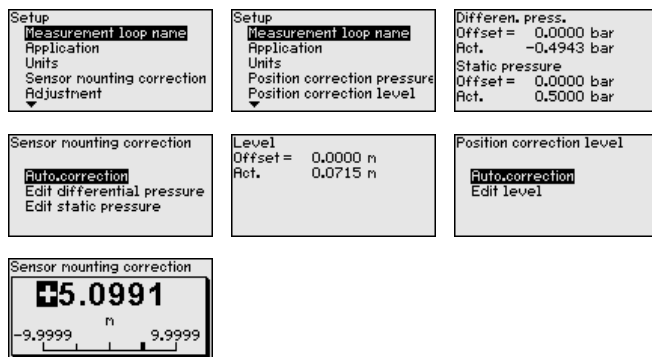 Setup
Measurement loop name
Application
Units
Sensor mounting correction
Adjustment
Setup
Measurement loop name
Application
Units
Position correction pressure
Position correction level
Differen. press.
Offset = 0.0000 bar
Act. -0.4943 bar
Static pressure
Offset = 0.0000 bar
Act. 0.5000 bar
Sensor mounting correction
Auto.correction
Edit differential pressure
Edit static pressure
Level
Offset = 0.0000 m
Act. 0.0715 m
Position correction level
Auto.correction
Edit level
Sensor mounting correction
+5.0991
m
-9.9999 9.9999